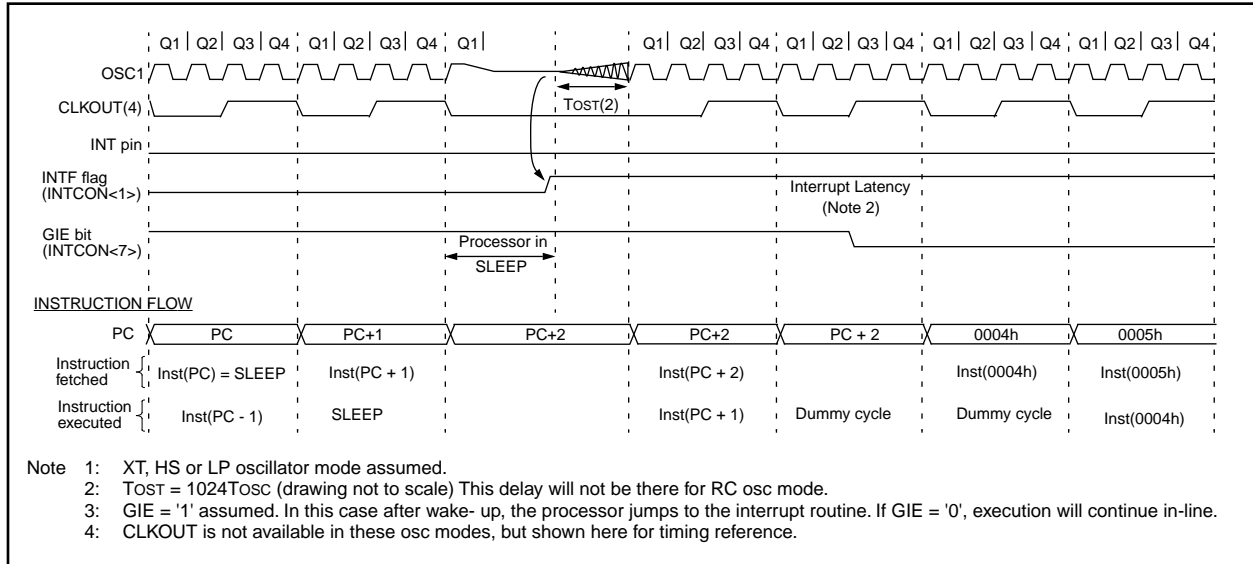 Q1 Q2 Q3 Q4 Q1 Q2 Q3 Q4 Q1 Q1 Q2 Q3 Q4 Q1 Q2 Q3 Q4 Q1 Q2 Q3 Q4 Q1 Q2 Q3 Q4
OSC1
TOST(2)
CLKOUT(4)
INT pin
INTF flag
(INTCON<1>)
Interrupt Latency
(Note 2)
GIE bit
(INTCON<7>)
Processor in
SLEEP
INSTRUCTION FLOW
PC PC PC+1 PC+2 PC+2 PC + 2 0004h 0005h
Instruction
fetched
Inst(PC) = SLEEP Inst(PC + 1) Inst(PC + 2) Inst(0004h) Inst(0005h)
Instruction
executed
Inst(PC - 1) SLEEP Inst(PC + 1) Dummy cycle Dummy cycle Inst(0004h)
Note 1: XT, HS or LP oscillator mode assumed.
2: TOST = 1024TOSC (drawing not to scale) This delay will not be there for RC osc mode.
3: GIE = '1' assumed. In this case after wake- up, the processor jumps to the interrupt routine. If GIE = '0', execution will continue in-line.
4: CLKOUT is not available in these osc modes, but shown here for timing reference.